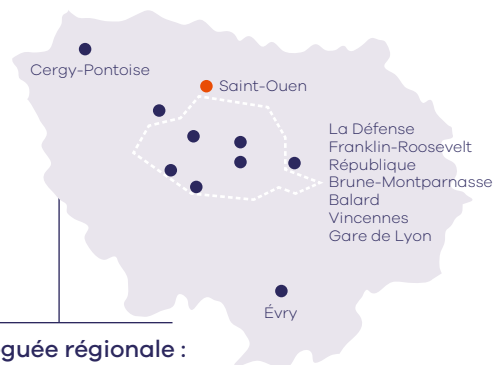 Cergy-Pontoise
Saint-Ouen
La Défense
Franklin-Roosevelt
République
Brune-Montparnasse
Balard
Vincennes
Gare de Lyon
Évry
guée régionale :